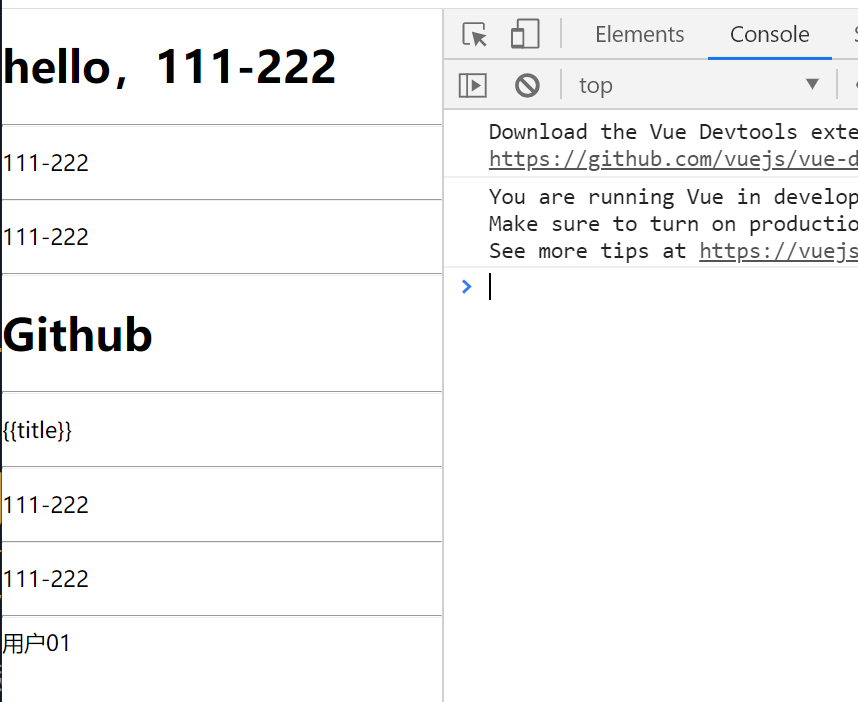 hello，111-222
111-222
111-222
Github
{{title}}
111-222
111-222
用户01
Elements Console
top
Download the Vue Devtools exte
https://github.com/vuejs/vue-d
You are running Vue in develop
Make sure to turn on productio
See more tips at https://vuejs